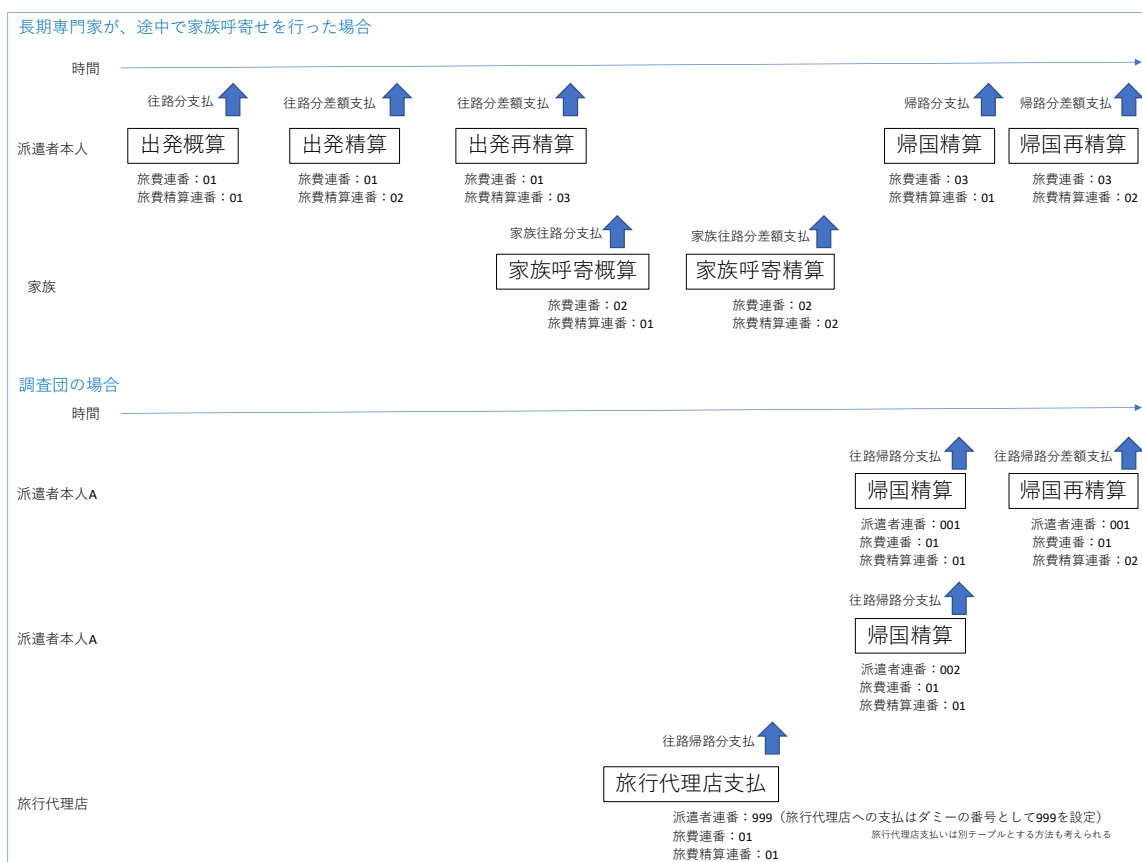 長期専門家が、途中で家族呼寄せを行った場合
時間
往路分支払
往路分差額支払
往路分差額支払
帰路分支払
帰路分差額支払
派遣者本人
出発概算
出発精算
出発再精算
帰国精算
帰国再精算
旅費連番：01
旅費精算連番：01
旅費連番：01
旅費精算連番：02
旅費連番：01
旅費精算連番：03
旅費連番：03
旅費精算連番：01
旅費連番：03
旅費精算連番：02
家族往路分支払
家族往路分差額支払
家族
家族呼寄概算
家族呼寄精算
旅費連番：02
旅費精算連番：01
旅費連番：02
旅費精算連番：02
調査団の場合
時間
往路帰路分支払
往路帰路分差額支払
派遣者本人A
帰国精算
帰国再精算
派遣者連番：001
旅費連番：01
旅費精算連番：01
派遣者連番：001
旅費連番：01
旅費精算連番：02
往路帰路分支払
派遣者本人A
帰国精算
派遣者連番：002
旅費連番：01
旅費精算連番：01
往路帰路分支払
旅行代理店
旅行代理店支払
派遣者連番：999（旅行代理店への支払はダミーの番号として999を設定）
旅費連番：01
旅行代理店支払いは別テーブルとする方法も考えられる
旅費精算連番：01